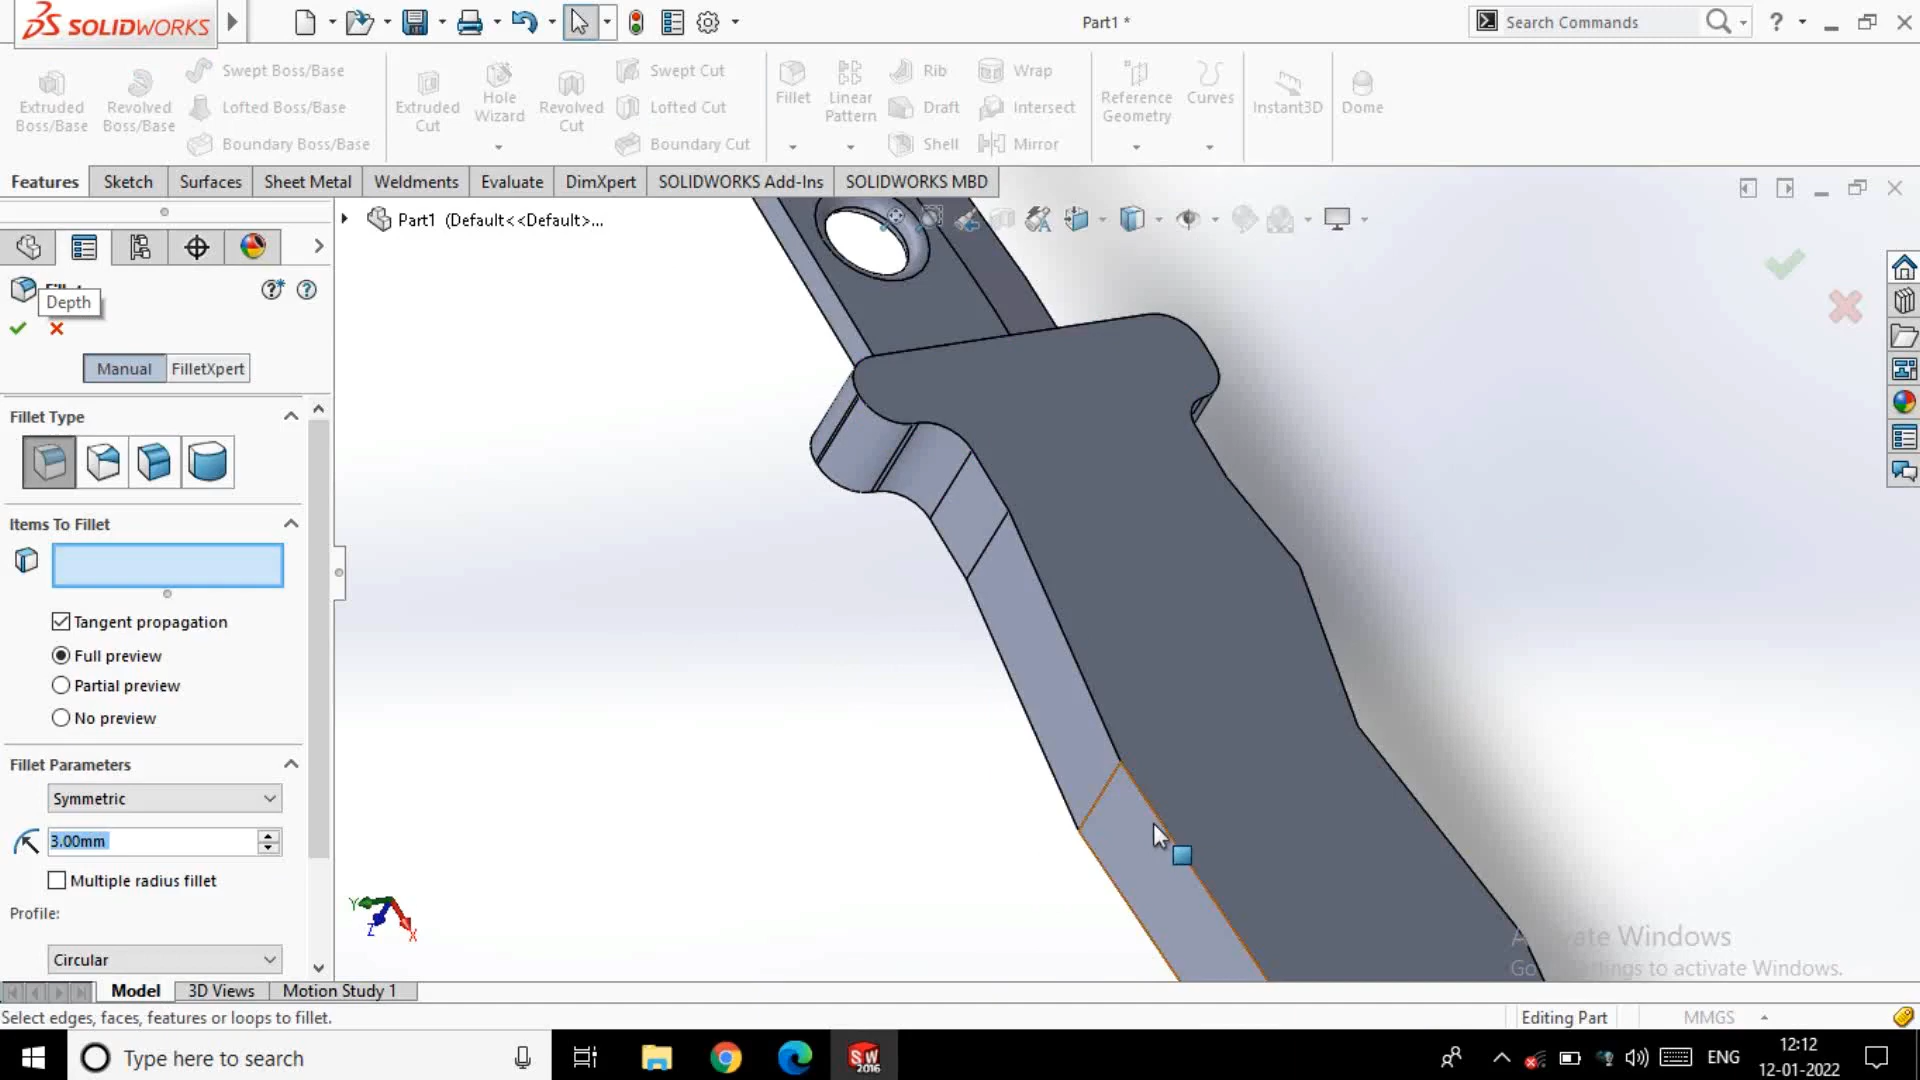 SOLIDWORKS
Part1 *
Search Commands
Extruded Boss/Base
Revolved Boss/Base
Swept Boss/Base
Lofted Boss/Base
Boundary Boss/Base
Extruded Cut
Hole Wizard
Revolved Cut
Swept Cut
Lofted Cut
Boundary Cut
Fillet
Linear Pattern
Rib
Draft
Shell
Wrap
Intersect
Mirror
Reference Geometry
Curves
Instant3D
Dome
Features
Sketch
Surfaces
Sheet Metal
Weldments
Evaluate
DimXpert
SOLIDWORKS Add-Ins
SOLIDWORKS MBD
Part1 (Default<<Default>...
Depth
Manual
FilletXpert
Fillet Type
Items To Fillet
Tangent propagation
Full preview
Partial preview
No preview
Fillet Parameters
Symmetric
3.00mm
Multiple radius fillet
Profile:
Circular
Y
Z
X
Windows
to activate Windows.
Model
3D Views
Motion Study 1
Select edges, faces, features or loops to fillet.
Editing Part
MMGS
Type here to search
SW
2016
ENG
12:12
12-01-2022